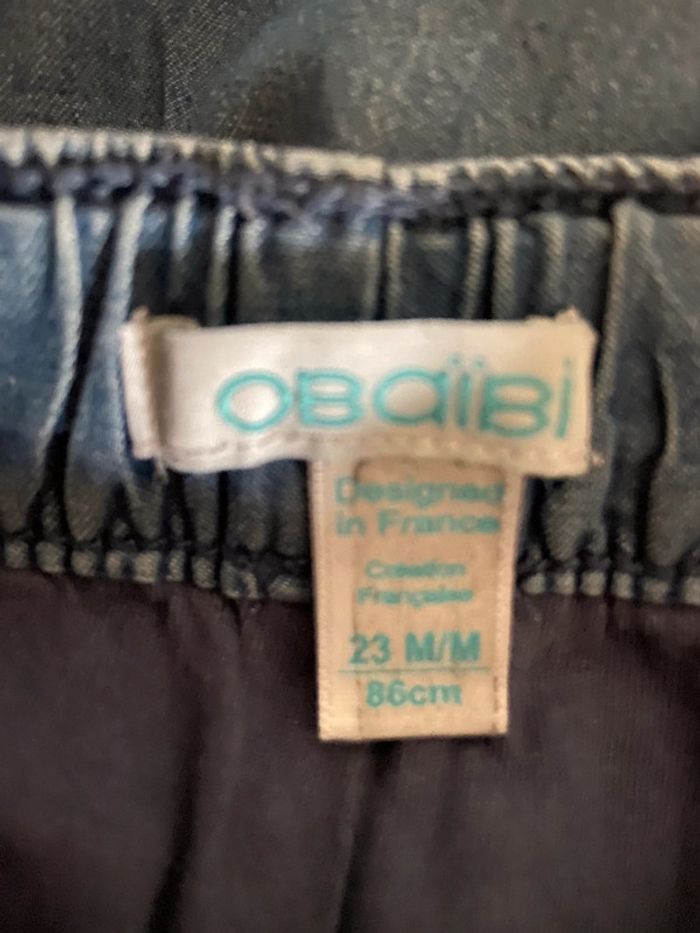 OBaïBi
Designed
in France
Création
Française
23 M/M
86cm